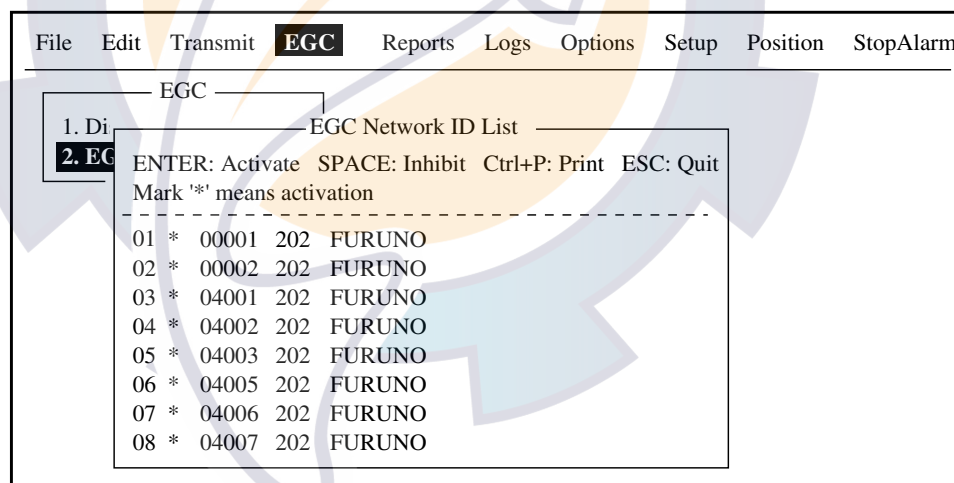 File Edit Transmit EGC Reports Logs Options Setup Position StopAlarm
EGC
1. Di
EGC Network ID List
2. EG
ENTER: Activate SPACE: Inhibit Ctrl+P: Print ESC: Quit
Mark '*' means activation
01 * 00001 202 FURUNO
02 * 00002 202 FURUNO
03 * 04001 202 FURUNO
04 * 04002 202 FURUNO
05 * 04003 202 FURUNO
06 * 04005 202 FURUNO
07 * 04006 202 FURUNO
08 * 04007 202 FURUNO